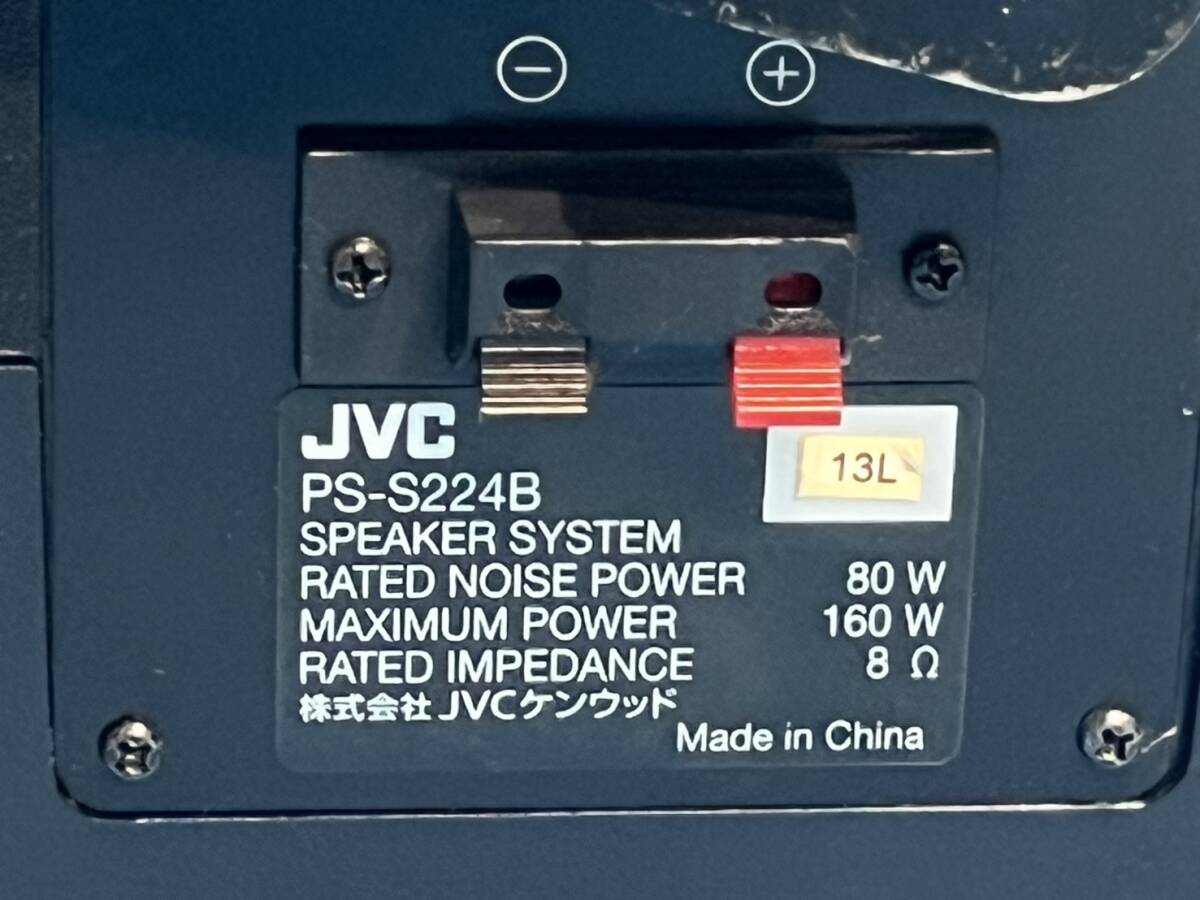 ⊖ ⊕
JVC
13L
PS-S224B
SPEAKER SYSTEM
RATED NOISE POWER 80 W
MAXIMUM POWER 160 W
RATED IMPEDANCE 8 Ω
株式会社JVCケンウッド
Made in China